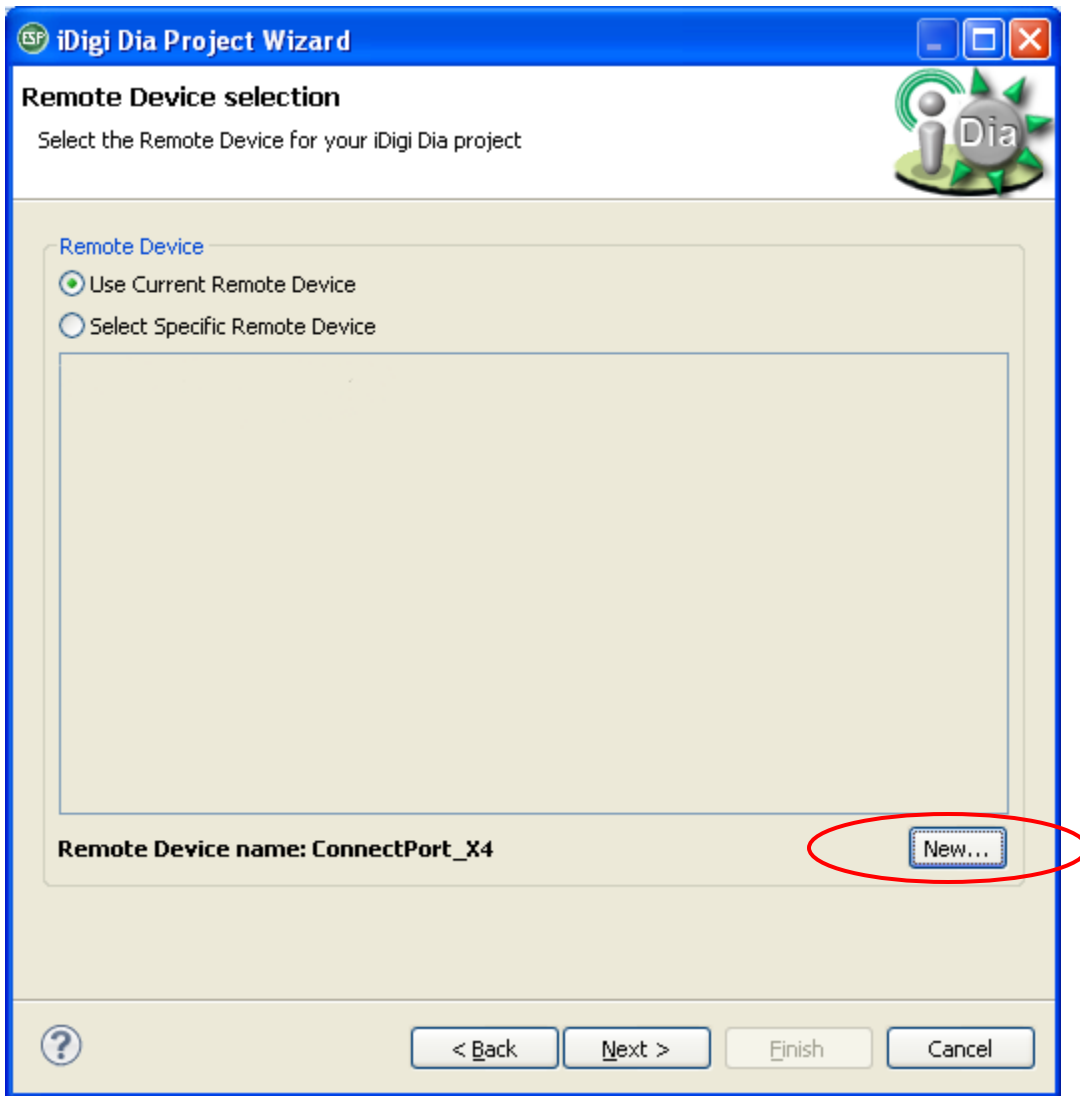 ESP iDigi Dia Project Wizard
Remote Device selection
Select the Remote Device for your iDigi Dia project
Dia
Remote Device
Use Current Remote Device
Select Specific Remote Device
Remote Device name: ConnectPort_X4
New...
?
< Back
Next >
Finish
Cancel